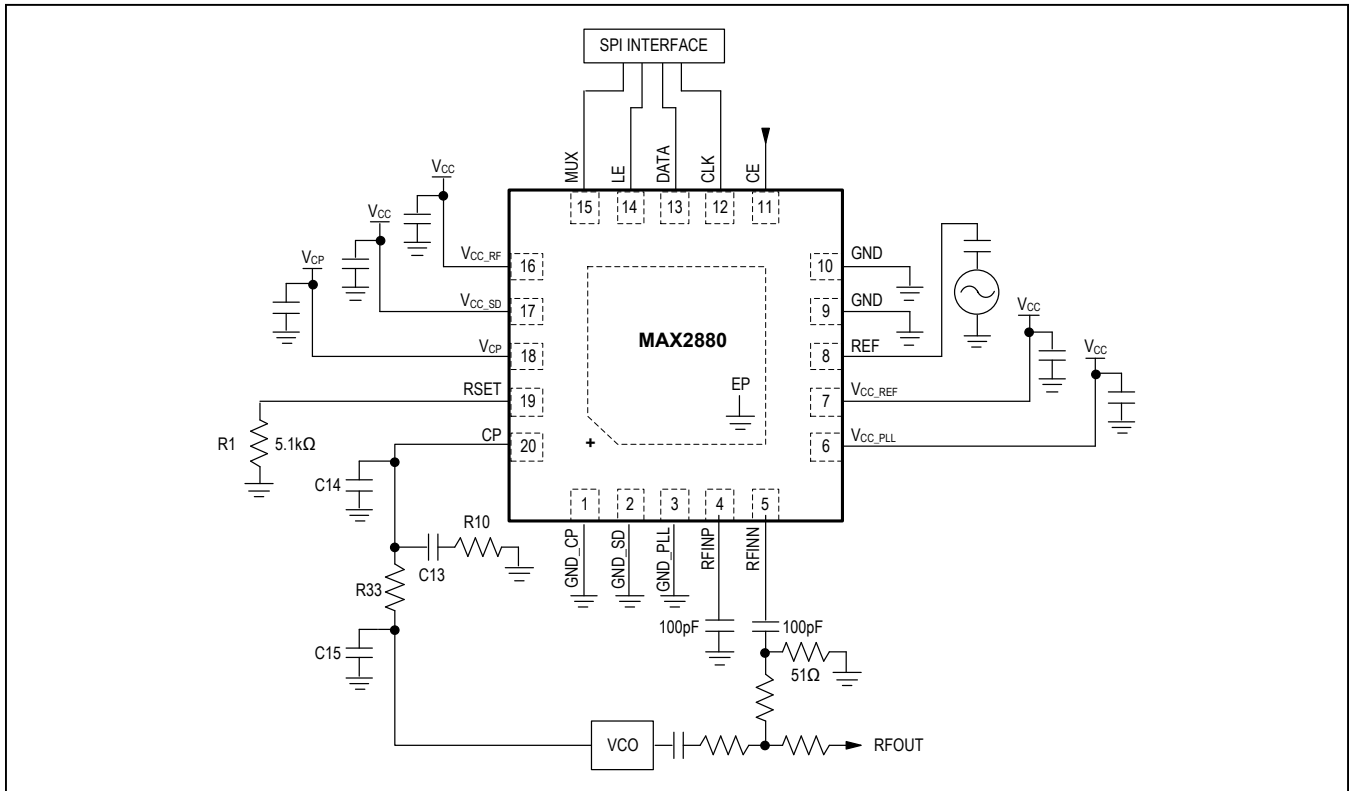 SPI INTERFACE
MUX
LE
DATA
CLK
CE
15
14
13
12
11
VCC
VCC
VCP
VCC_RF
16
VCC_SD
17
VCP
18
RSET
19
CP
20
10
GND
9
GND
8
REF
7
VCC_REF
6
VCC_PLL
VCC
VCC
MAX2880
EP
+
R1
5.1kΩ
C14
R10
C13
R33
C15
1
2
3
4
5
GND_CP
GND_SD
GND_PLL
RFINP
RFINN
100pF
100pF
51Ω
VCO
RFOUT